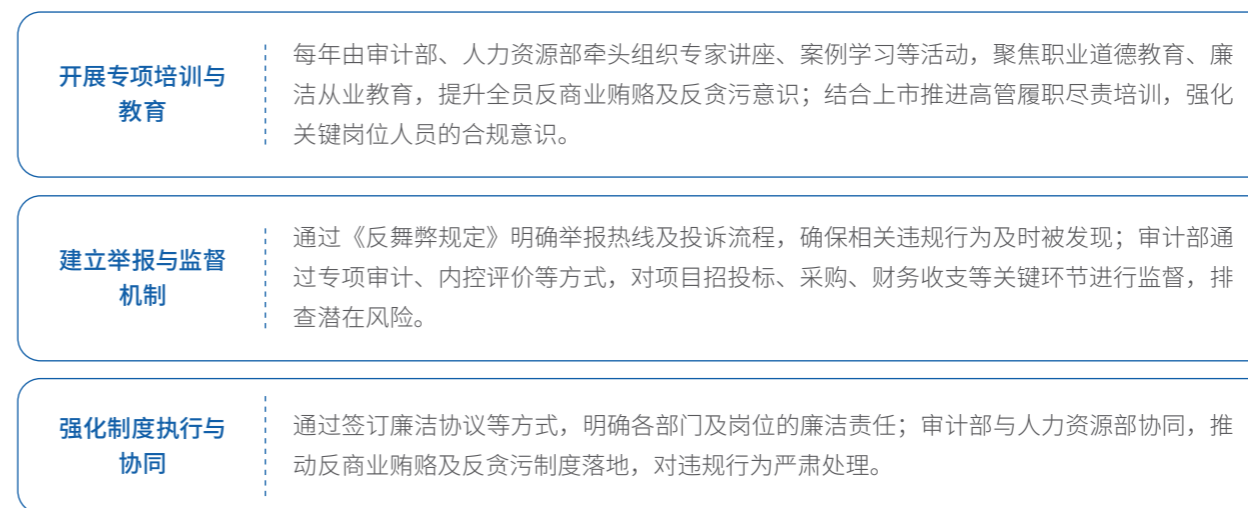 开展专项培训与
教育
每年由审计部、人力资源部牵头组织专家讲座、案例学习等活动，聚焦职业道德教育、廉
洁从业教育，提升全员反商业贿赂及反贪污意识；结合上市推进高管履职尽责培训，强化
关键岗位人员的合规意识。
建立举报与监督
机制
通过《反舞弊规定》明确举报热线及投诉流程，确保相关违规行为及时被发现；审计部通
过专项审计、内控评价等方式，对项目招投标、采购、财务收支等关键环节进行监督，排
查潜在风险。
强化制度执行与
协同
通过签订廉洁协议等方式，明确各部门及岗位的廉洁责任；审计部与人力资源部协同，推
动反商业贿赂及反贪污制度落地，对违规行为严肃处理。